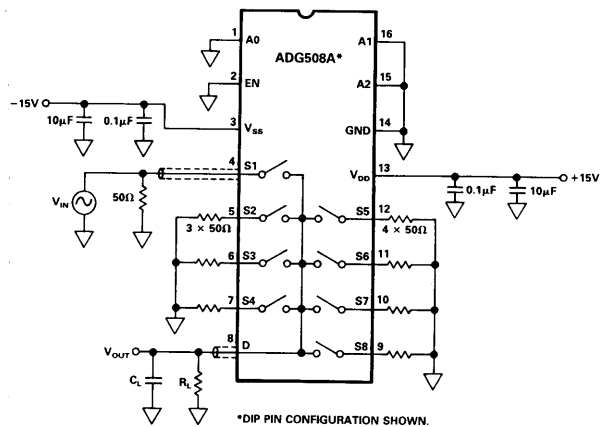 ADG508A*
1
A0
16
A1
2
EN
15
A2
−15V
10µF
0.1µF
3
VSS
14
GND
4
S1
13
VDD
+15V
0.1µF
10µF
VIN
50Ω
5
S2
3 × 50Ω
12
S5
4 × 50Ω
6
S3
11
S6
7
S4
10
S7
8
D
9
S8
VOUT
CL
RL
*DIP PIN CONFIGURATION SHOWN.